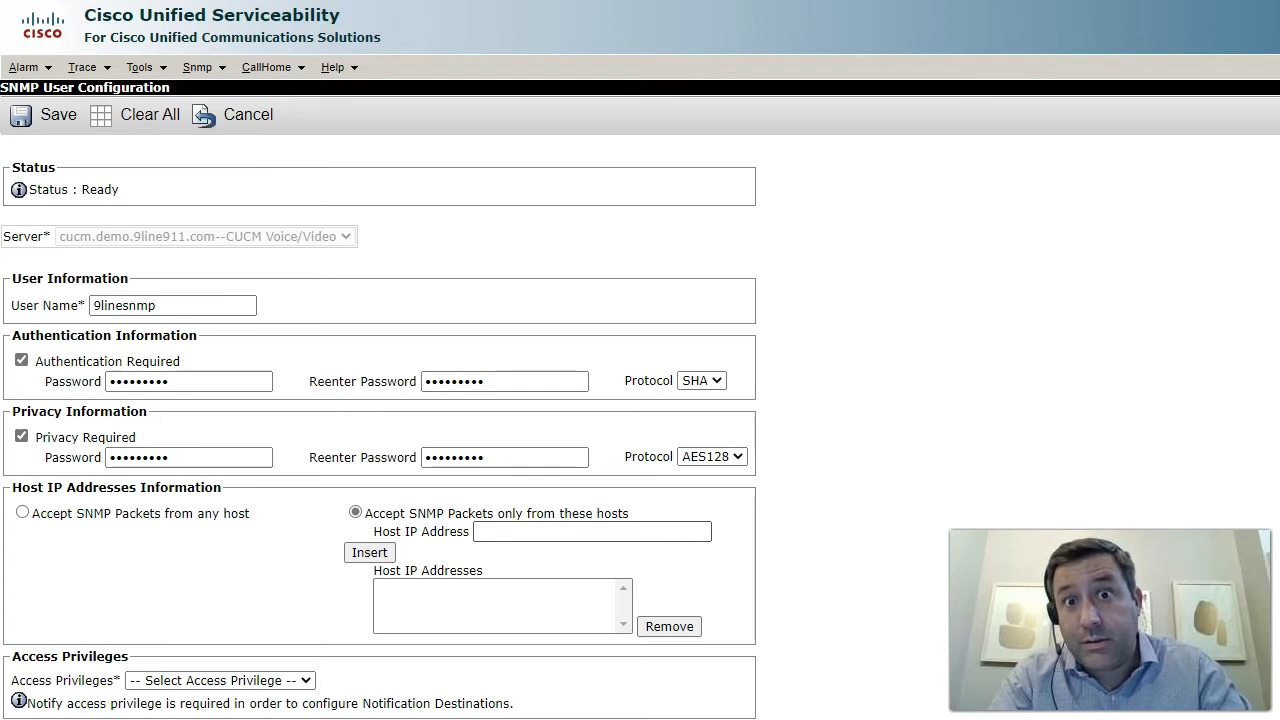 Cisco Unified Serviceability
For Cisco Unified Communications Solutions
CISCO
Alarm Trace Tools Snmp CallHome Help
SNMP User Configuration
Save Clear All Cancel
Status
Status : Ready
Server* cucm.demo.9line911.com--CUCM Voice/Video
User Information
User Name* 9linesnmp
Authentication Information
Authentication Required
Password ••••••••• Reenter Password ••••••••• Protocol SHA
Privacy Information
Privacy Required
Password ••••••••• Reenter Password ••••••••• Protocol AES128
Host IP Addresses Information
Accept SNMP Packets from any host Accept SNMP Packets only from these hosts
Host IP Address
Insert
Host IP Addresses
Remove
Access Privileges
Access Privileges* -- Select Access Privilege --
Notify access privilege is required in order to configure Notification Destinations.